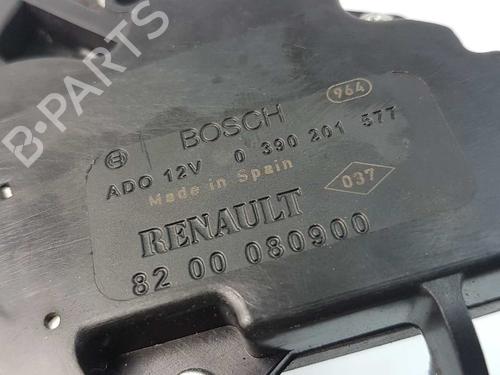 B-PARTS
964
BOSCH
ADO 12V 0 390 201 577
Made in Spain
037
RENAULT
82 00 080900